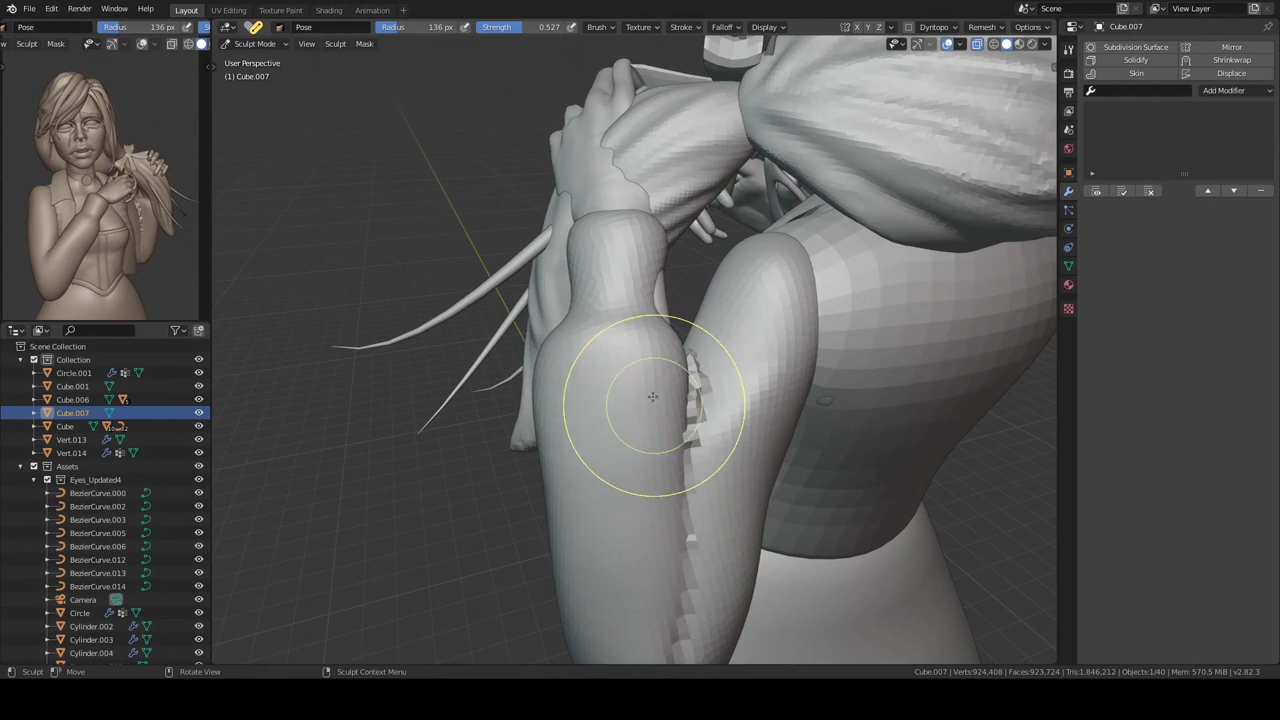 File Edit Render Window Help Layout UV Editing Texture Paint Shading Animation + Scene View Layer
Pose Radius 136 px Pose Radius 136 px Strength 0.527 Brush Texture Stroke Falloff Display X Y Z Dyntopo Remesh Options Cube.007
Sculpt Mask Sculpt Mode View Sculpt Mask Subdivision Surface Mirror
Solidify Shrinkwrap
User Perspective
(1) Cube.007
Skin Displace
Add Modifier
Scene Collection
Collection
Circle.001
Cube.001
Cube.006
Cube.007
Cube
Vert.013
Vert.014
Assets
Eyes_Updated4
BezierCurve.000
BezierCurve.002
BezierCurve.003
BezierCurve.005
BezierCurve.006
BezierCurve.012
BezierCurve.013
BezierCurve.014
Camera
Circle
Cylinder.002
Cylinder.003
Cylinder.004
Sculpt Move Rotate View Sculpt Context Menu Cube.007 | Verts:924,408 | Faces:923,724 | Tris:1,846,212 | Objects:1/40 | Mem: 570.5 MiB | v2.82.3